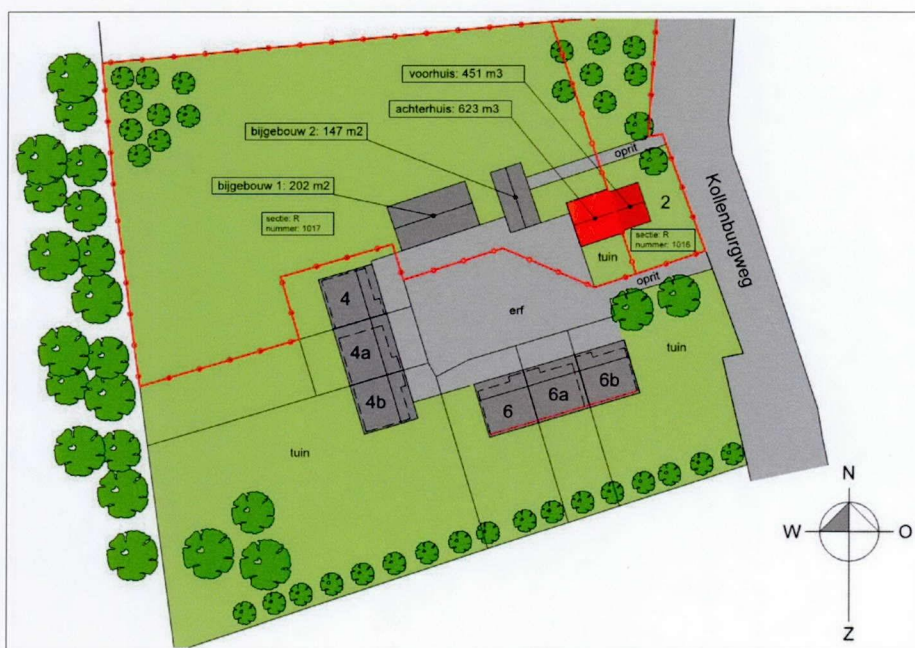 voorhuis: 451 m3
achterhuis: 623 m3
bijgebouw 2: 147 m2
bijgebouw 1: 202 m2
oprit
Kollenburgweg
2
sectie: R
nummer: 1017
sectie: R
nummer: 1016
tuin
oprit
4
erf
4a
tuin
4b
6
6a
6b
tuin
N
W
O
Z